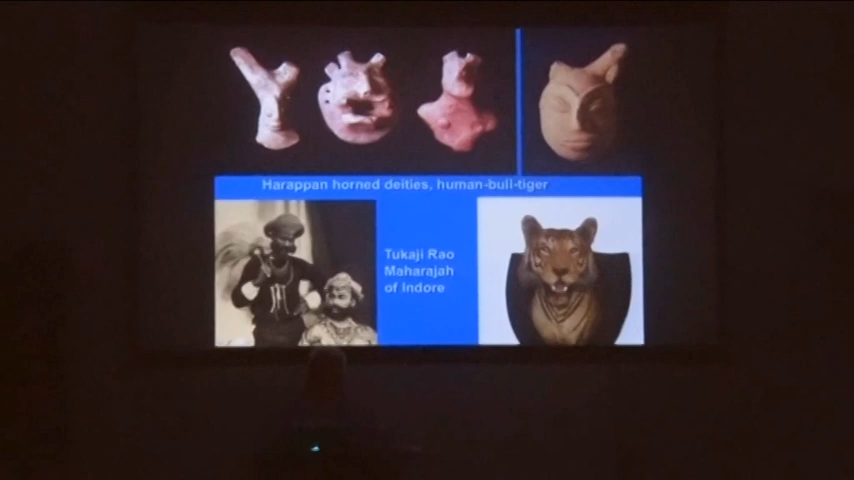 Harappan horned deities, human-bull-tiger
Tukaji Rao
Maharajah
of Indore